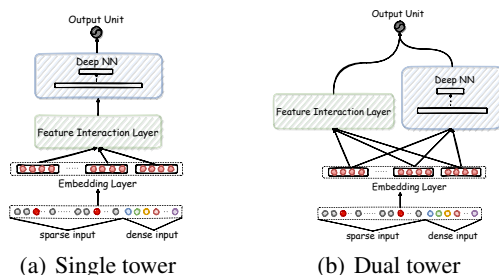 Output Unit
Deep NN
Feature Interaction Layer
Embedding Layer
sparse input dense input
(a) Single tower
Output Unit
Deep NN
Feature Interaction Layer
Embedding Layer
sparse input dense input
(b) Dual tower